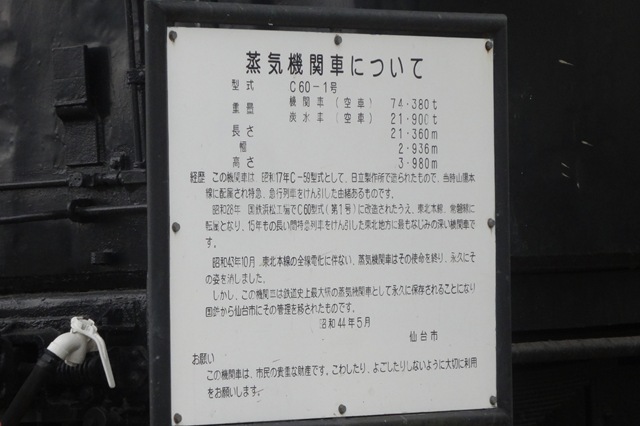 蒸気機関車について
型式 C60-1号
重量 機関車(空車) 74.380t
炭水車(空車) 21.900t
長さ 21.360m
幅 2.936m
高さ 3.980m
経歴 この機関車は、昭和17年C-59型式として、日立製作所で造られたもので、当時山陽本
線に配属され特急、急行列車をけん引した由緒あるものです。
昭和28年 国鉄浜松工場でC60型式(第1号)に改造されたうえ、東北本線、常磐線に
転属となり、15年もの長い間特急列車をけん引した東北地方に最もなじみの深い機関車で
す。
昭和43年10月、東北本線の全線電化に伴ない、蒸気機関車はその使命を終り、永久にそ
の姿を消しました。
しかし、この機関車は鉄道史上最大級の蒸気機関車として永久に保存されることになり
国鉄から仙台市にその管理を移されたものです。
昭和44年5月
仙台市
お願い
この機関車は、市民の貴重な財産です。こわしたり、よごしたりしないように大切に利用
をお願いします。